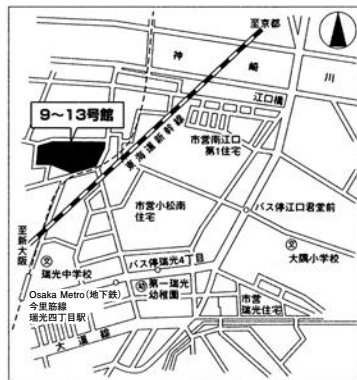 至京都
神崎川
江口橋
9～13号館
東海道新幹線
市営南江口
第1住宅
市営小松南
住宅
バス停江口君堂前
至新大阪
文
瑞光中学校
バス停瑞光4丁目
文
大隅小学校
Osaka Metro(地下鉄)
今里筋線
瑞光四丁目駅
幼
第一瑞光
幼稚園
市営
瑞光住宅
大道線